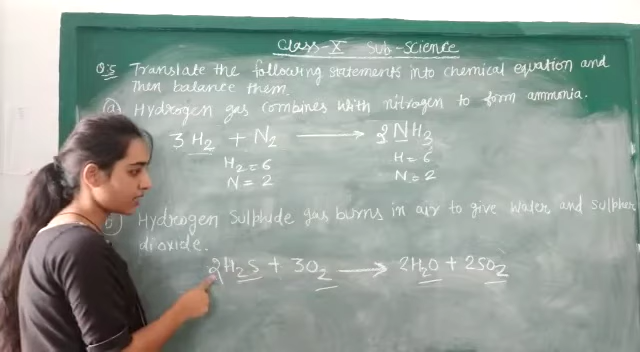 Class-X Sub-Science
Q.5 Translate the following statements into chemical equation and
then balance them.
(a) Hydrogen gas combines with nitrogen to form ammonia.
3H₂ + N₂ ⟶ 2NH₃
H₂ = 6 H = 6
N = 2 N = 2
b) Hydrogen Sulphide gas burns in air to give water and sulpher
dioxide.
2H₂S + 3O₂ ⟶ 2H₂O + 2SO₂